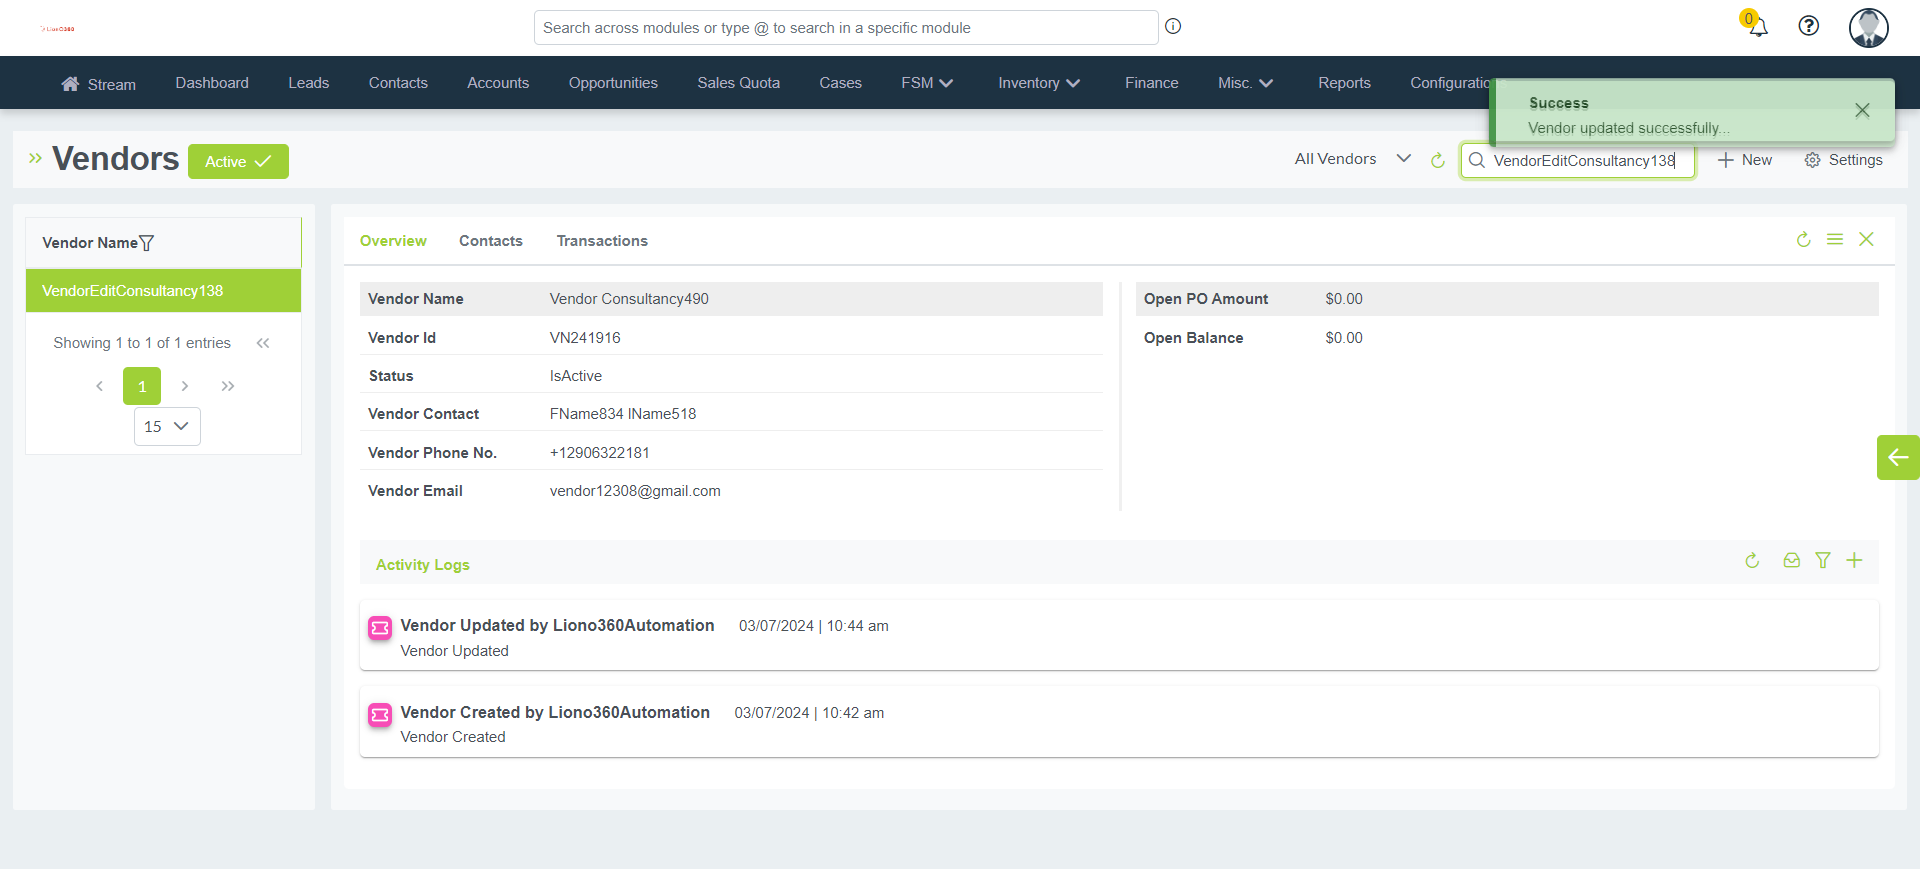 Search across modules or type @ to search in a specific module
0
Stream Dashboard Leads Contacts Accounts Opportunities Sales Quota Cases FSM Inventory Finance Misc. Reports
Success
Vendor updated successfully...
Vendors Active All Vendors VendorEditConsultancy138 New Settings
Vendor Name
VendorEditConsultancy138
Showing 1 to 1 of 1 entries
1
15
Overview Contacts Transactions
Vendor Name Vendor Consultancy490
Vendor Id VN241916
Status IsActive
Vendor Contact FName834 lName518
Vendor Phone No. +12906322181
Vendor Email vendor12308@gmail.com
Open PO Amount $0.00
Open Balance $0.00
Activity Logs
Vendor Updated by Liono360Automation 03/07/2024 | 10:44 am
Vendor Updated
Vendor Created by Liono360Automation 03/07/2024 | 10:42 am
Vendor Created